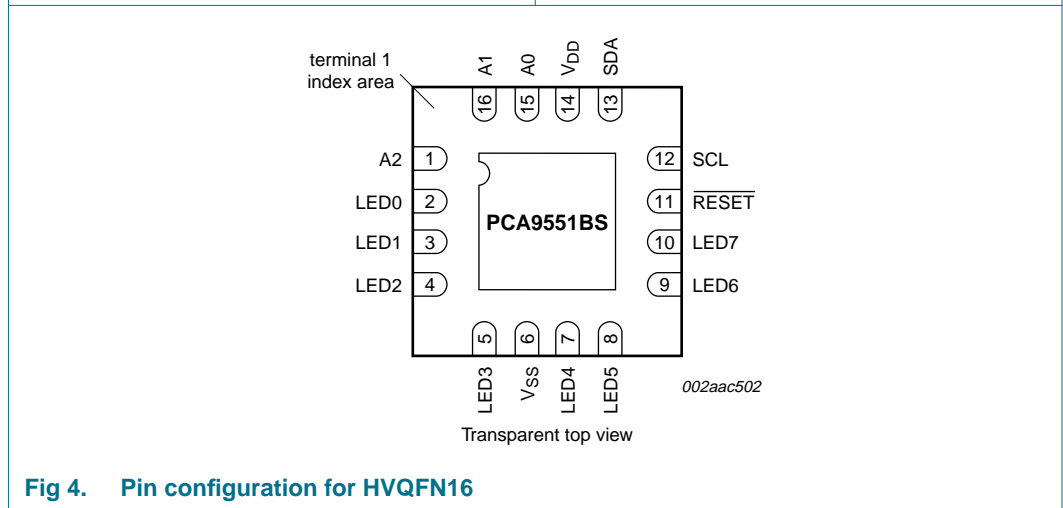 terminal 1
index area
A1
A0
VDD
SDA
16
15
14
13
A2
1
12
SCL
LED0
2
11
RESET
PCA9551BS
LED1
3
10
LED7
LED2
4
9
LED6
5
6
7
8
LED3
VSS
LED4
LED5
002aac502
Transparent top view
Fig 4. Pin configuration for HVQFN16